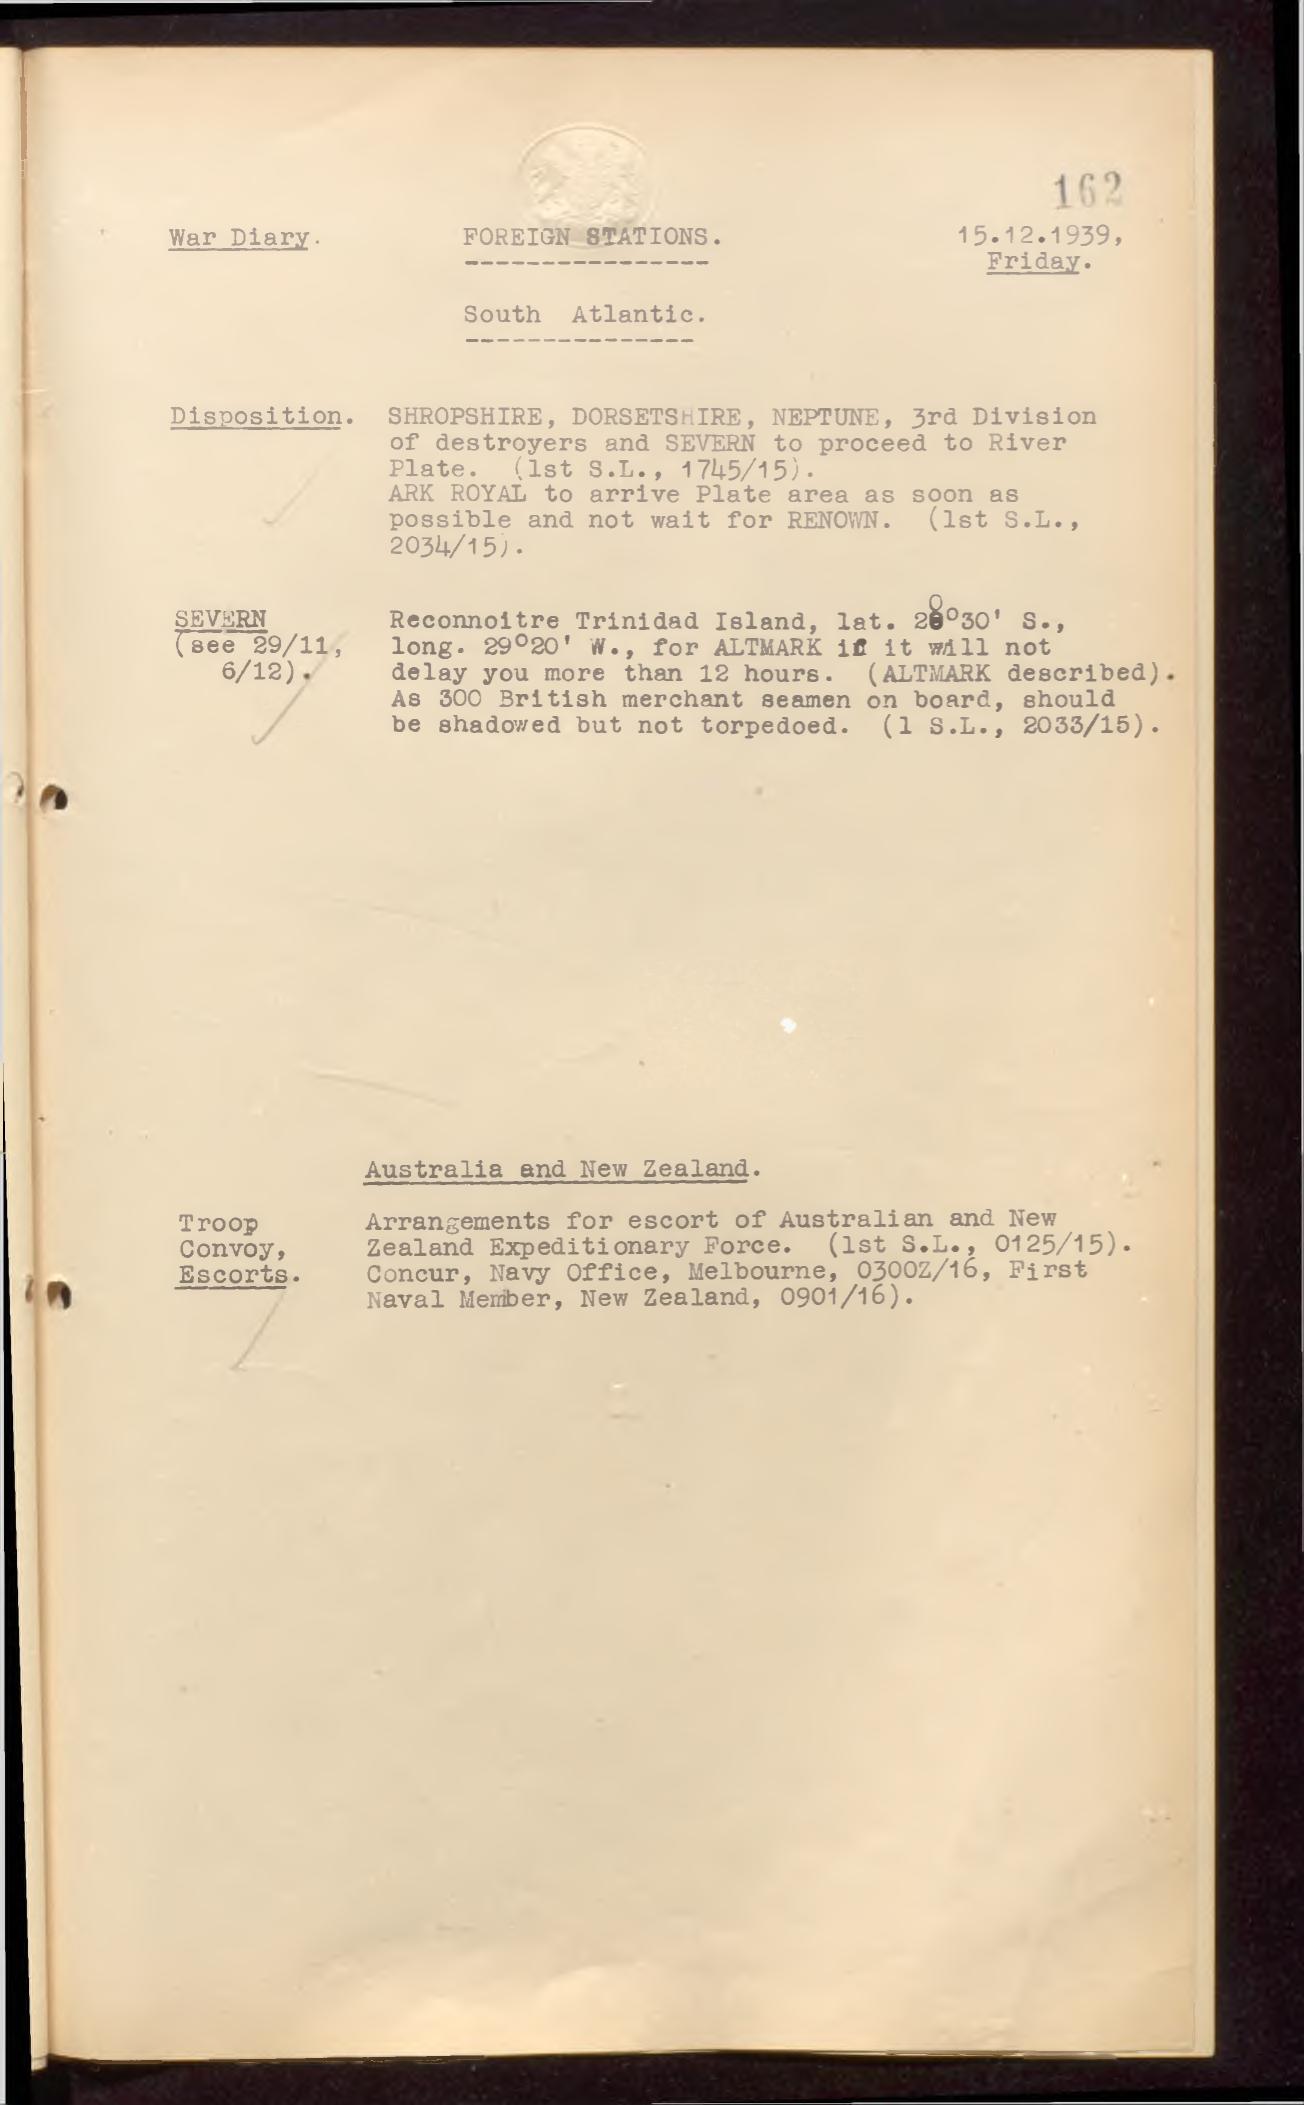 162
War Diary. FOREIGN STATIONS. 15.12.1939,
Friday.
South Atlantic.
Disposition. SHROPSHIRE, DORSETSHIRE, NEPTUNE, 3rd Division
of destroyers and SEVERN to proceed to River
Plate. (1st S.L., 1745/15).
ARK ROYAL to arrive Plate area as soon as
possible and not wait for RENOWN. (1st S.L.,
2034/15).
SEVERN Reconnoitre Trinidad Island, lat. 20°30' S.,
(see 29/11, long. 29°20' W., for ALTMARK if it will not
6/12). delay you more than 12 hours. (ALTMARK described).
As 300 British merchant seamen on board, should
be shadowed but not torpedoed. (1 S.L., 2033/15).
Australia and New Zealand.
Troop Arrangements for escort of Australian and New
Convoy, Zealand Expeditionary Force. (1st S.L., 0125/15).
Escorts. Concur, Navy Office, Melbourne, 0300Z/16, First
Naval Member, New Zealand, 0901/16).